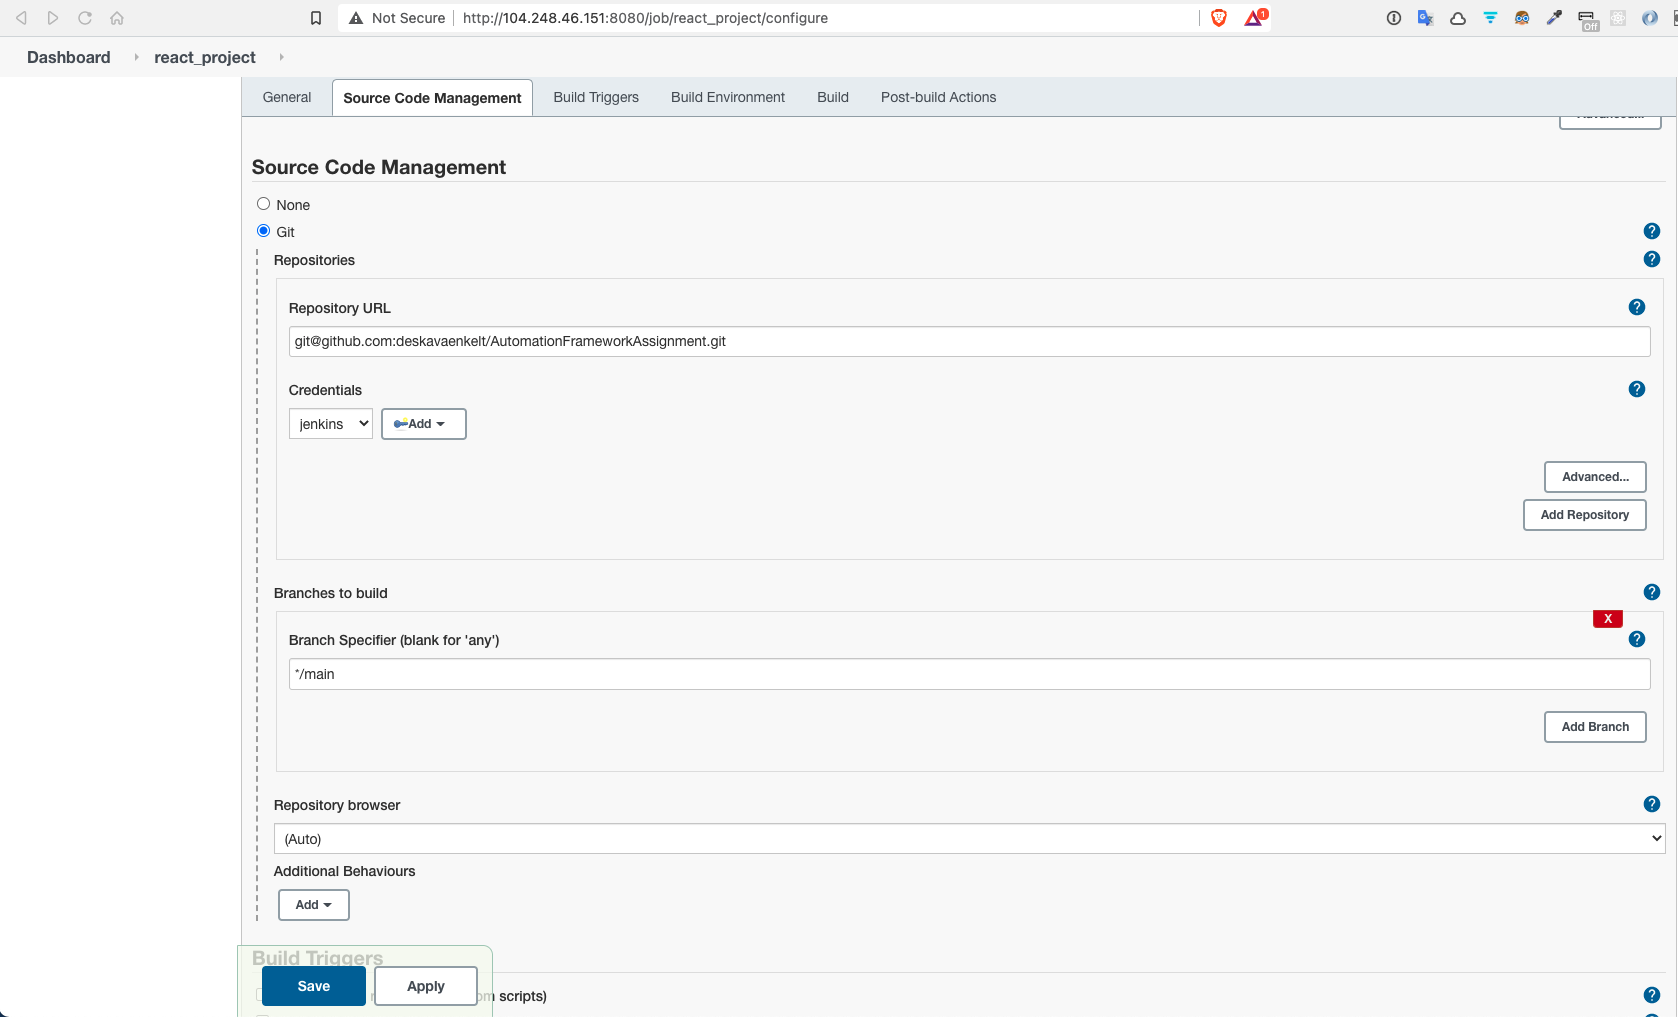 Not Secure http://104.248.46.151:8080/job/react_project/configure 1
Off
Dashboard react_project
General Source Code Management Build Triggers Build Environment Build Post-build Actions
Advanced...
Source Code Management
None
Git ?
Repositories ?
Repository URL ?
git@github.com:deskavaenkelt/AutomationFrameworkAssignment.git
Credentials ?
jenkins Add
Advanced...
Add Repository
Branches to build ?
X
Branch Specifier (blank for 'any') ?
*/main
Add Branch
Repository browser ?
(Auto)
Additional Behaviours
Add
Build Triggers
Save Apply
scripts) ?